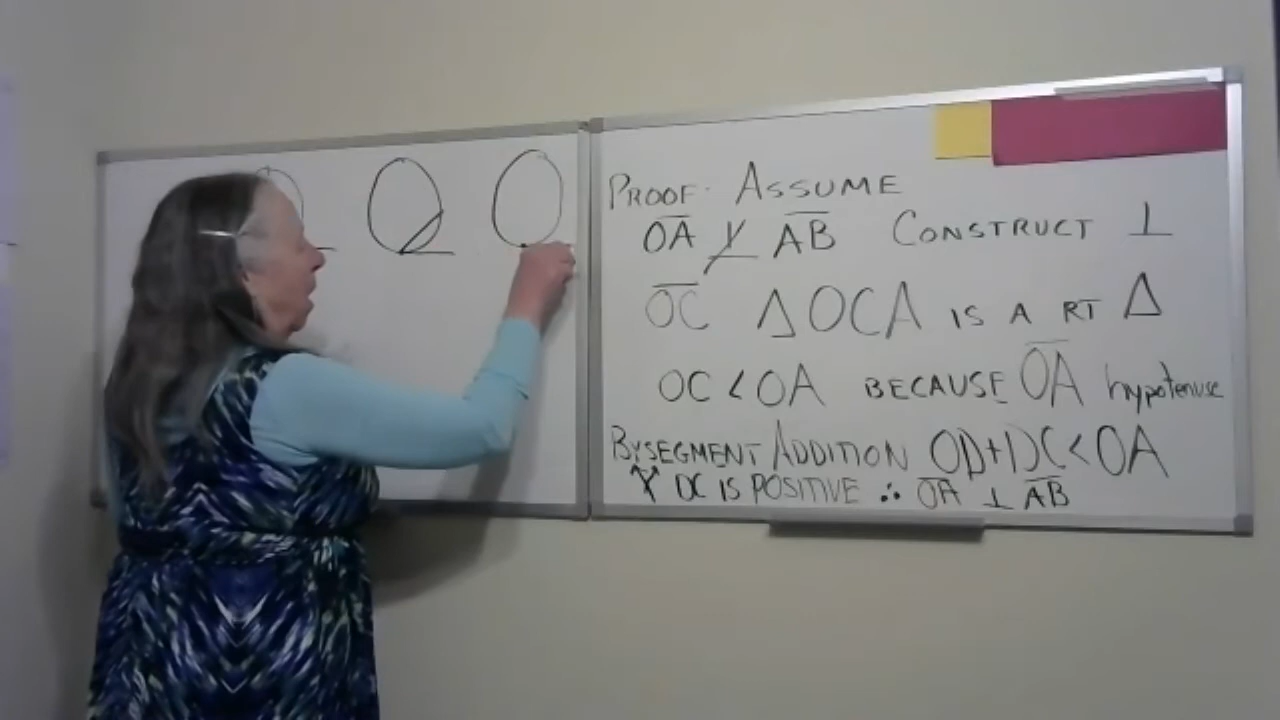 PROOF: ASSUME
OA ⊥̸ AB CONSTRUCT ⊥
OC △OCA IS A RT △
OC < OA BECAUSE OA hypotenuse
BY SEGMENT ADDITION OD+DC<OA
DC IS POSITIVE ∴ OA ⊥ AB